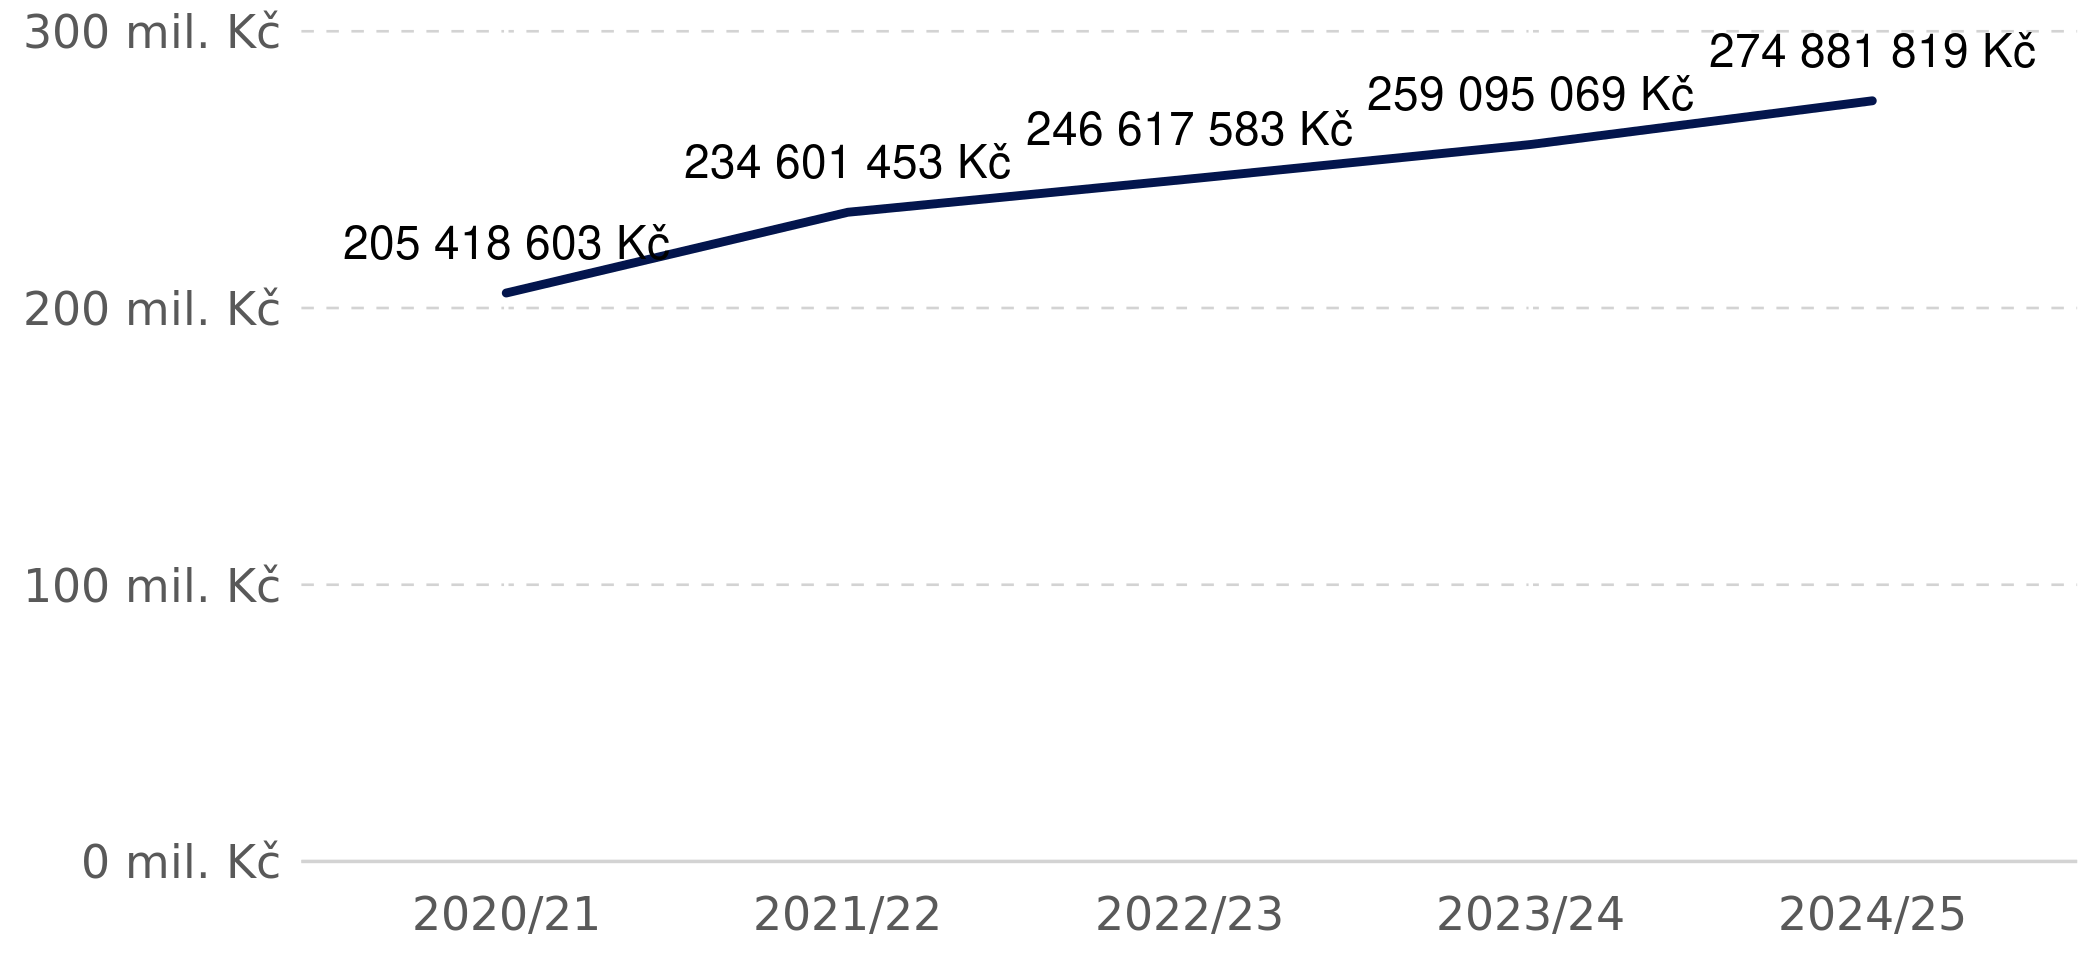 300 mil. Kč
274 881 819 Kč
259 095 069 Kč
246 617 583 Kč
234 601 453 Kč
205 418 603 Kč
200 mil. Kč
100 mil. Kč
0 mil. Kč
2020/21 2021/22 2022/23 2023/24 2024/25